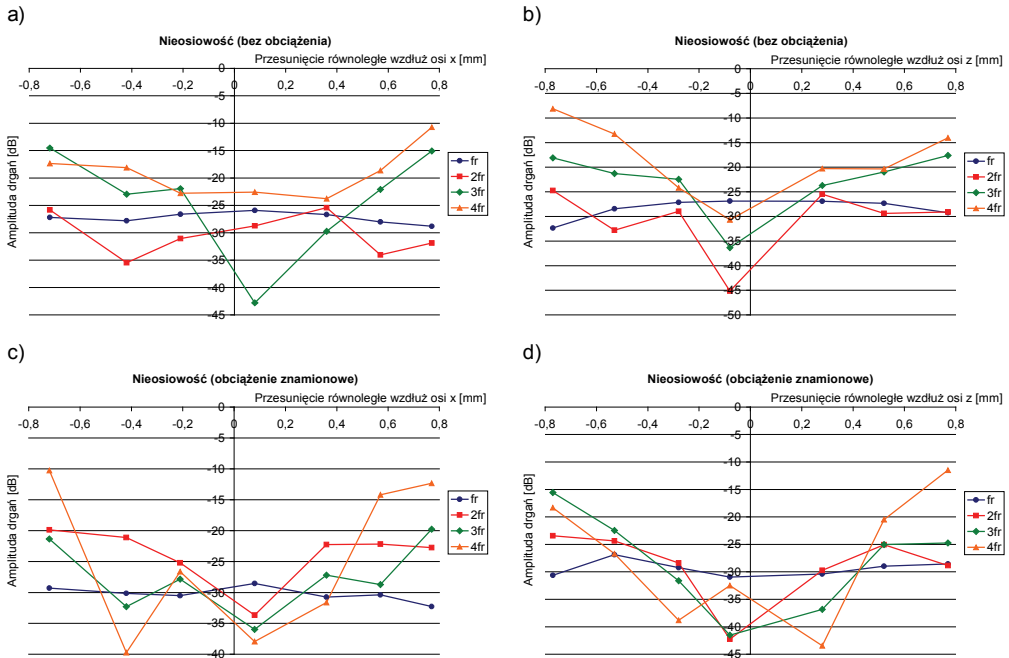 a)
Nieosiowość (bez obciążenia)
Przesunięcie równoległe wzdłuż osi x [mm]
-0,8 -0,6 -0,4 -0,2 0 0,2 0,4 0,6 0,8
0
-5
-10
-15
-20
-25
-30
-35
-40
-45
Amplituda drgań [dB]
fr
2fr
3fr
4fr
b)
Nieosiowość (bez obciążenia)
Przesunięcie równoległe wzdłuż osi z [mm]
-0,8 -0,6 -0,4 -0,2 0 0,2 0,4 0,6 0,8
0
-5
-10
-15
-20
-25
-30
-35
-40
-45
-50
Amplituda drgań [dB]
fr
2fr
3fr
4fr
c)
Nieosiowość (obciążenie znamionowe)
Przesunięcie równoległe wzdłuż osi x [mm]
-0,8 -0,6 -0,4 -0,2 0 0,2 0,4 0,6 0,8
0
-5
-10
-15
-20
-25
-30
-35
-40
Amplituda drgań [dB]
fr
2fr
3fr
4fr
d)
Nieosiowość (obciążenie znamionowe)
Przesunięcie równoległe wzdłuż osi z [mm]
-0,8 -0,6 -0,4 -0,2 0 0,2 0,4 0,6 0,8
0
-5
-10
-15
-20
-25
-30
-35
-40
-45
Amplituda drgań [dB]
fr
2fr
3fr
4fr